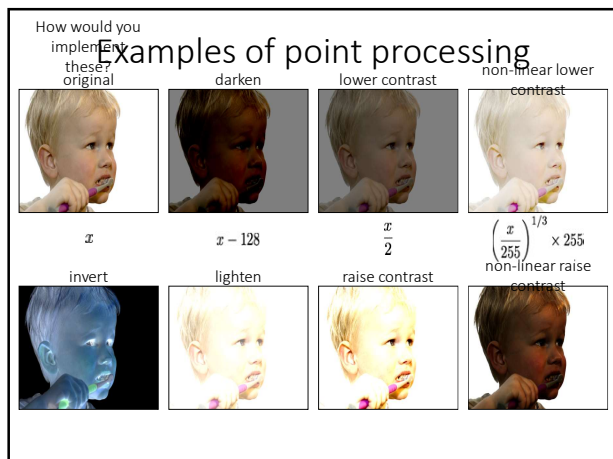 How would you
implement
these?
Examples of point processing
original
darken
lower contrast
non-linear lower
contrast
x
x − 128
x/2
(x/255)^{1/3} × 255
invert
lighten
raise contrast
non-linear raise
contrast